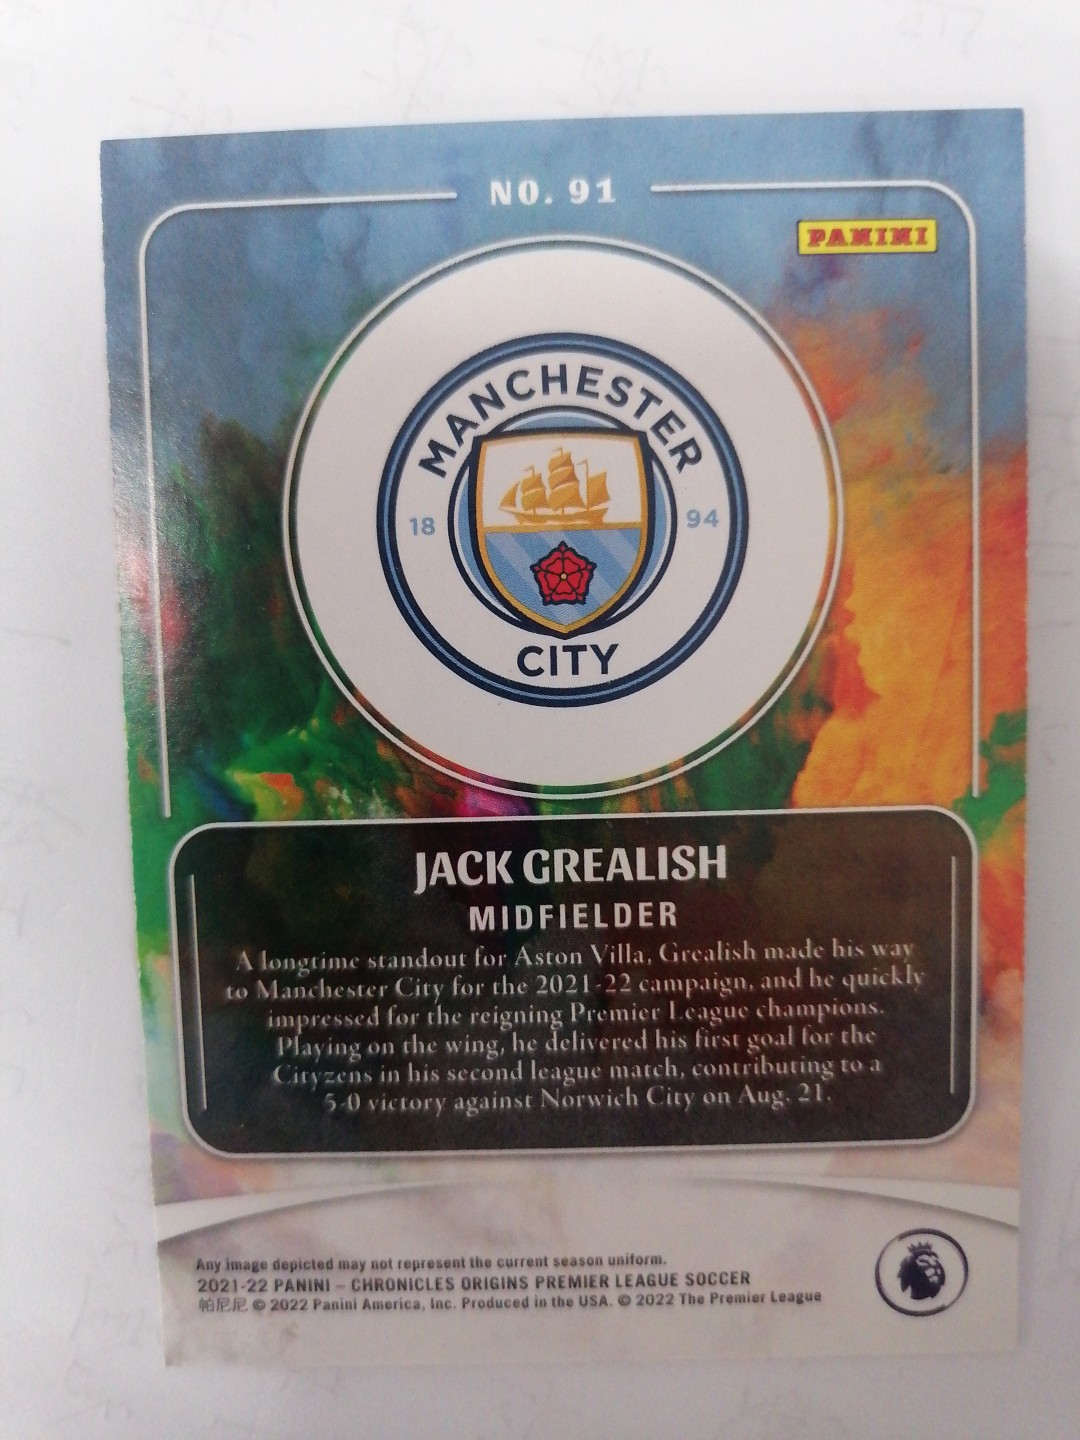 NO. 91
PANINI
MANCHESTER
18 94
CITY
JACK GREALISH
MIDFIELDER
A longtime standout for Aston Villa, Grealish made his way
to Manchester City for the 2021-22 campaign, and he quickly
impressed for the reigning Premier League champions.
Playing on the wing, he delivered his first goal for the
Cityzens in his second league match, contributing to a
5-0 victory against Norwich City on Aug. 21.
Any image depicted may not represent the current season uniform.
2021-22 PANINI – CHRONICLES ORIGINS PREMIER LEAGUE SOCCER
帕尼尼 © 2022 Panini America, Inc. Produced in the USA. © 2022 The Premier League